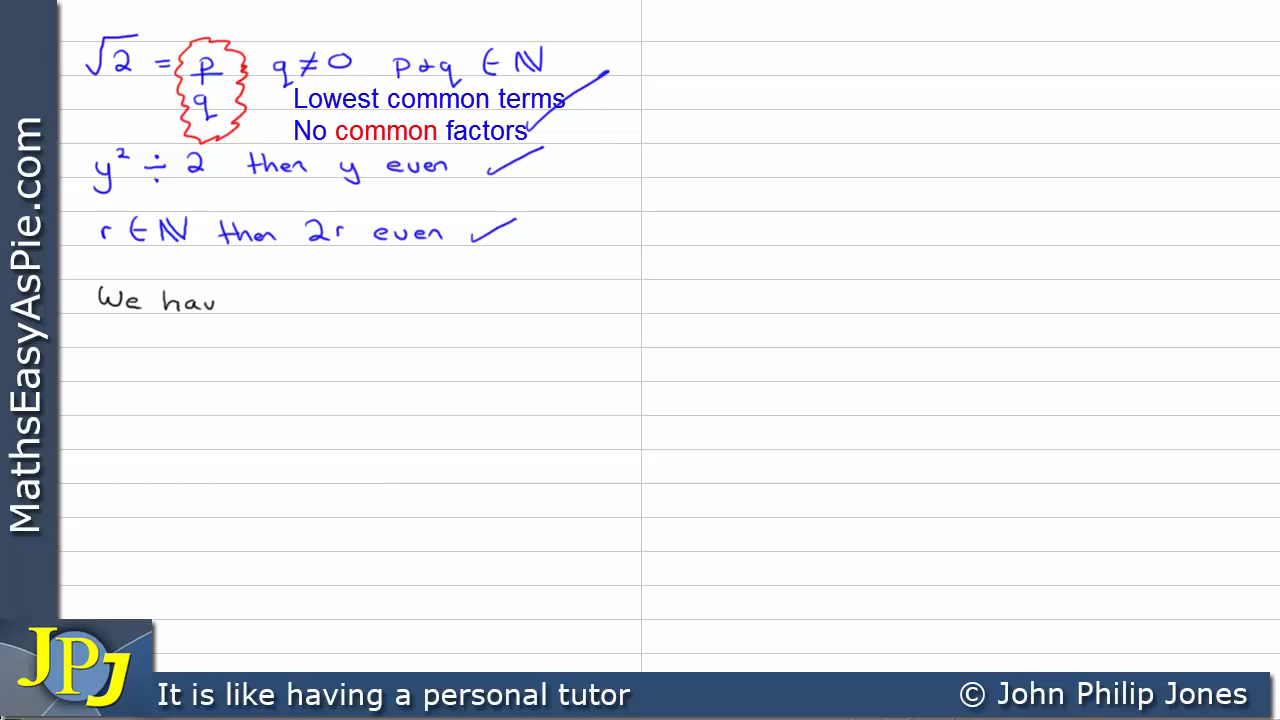 √2 = p/q q ≠ 0 p & q ∈ ℕ
Lowest common terms
No common factors
y² ÷ 2 then y even
r ∈ ℕ then 2r even
We hav
MathsEasyAsPie.com
JPJ
It is like having a personal tutor
© John Philip Jones